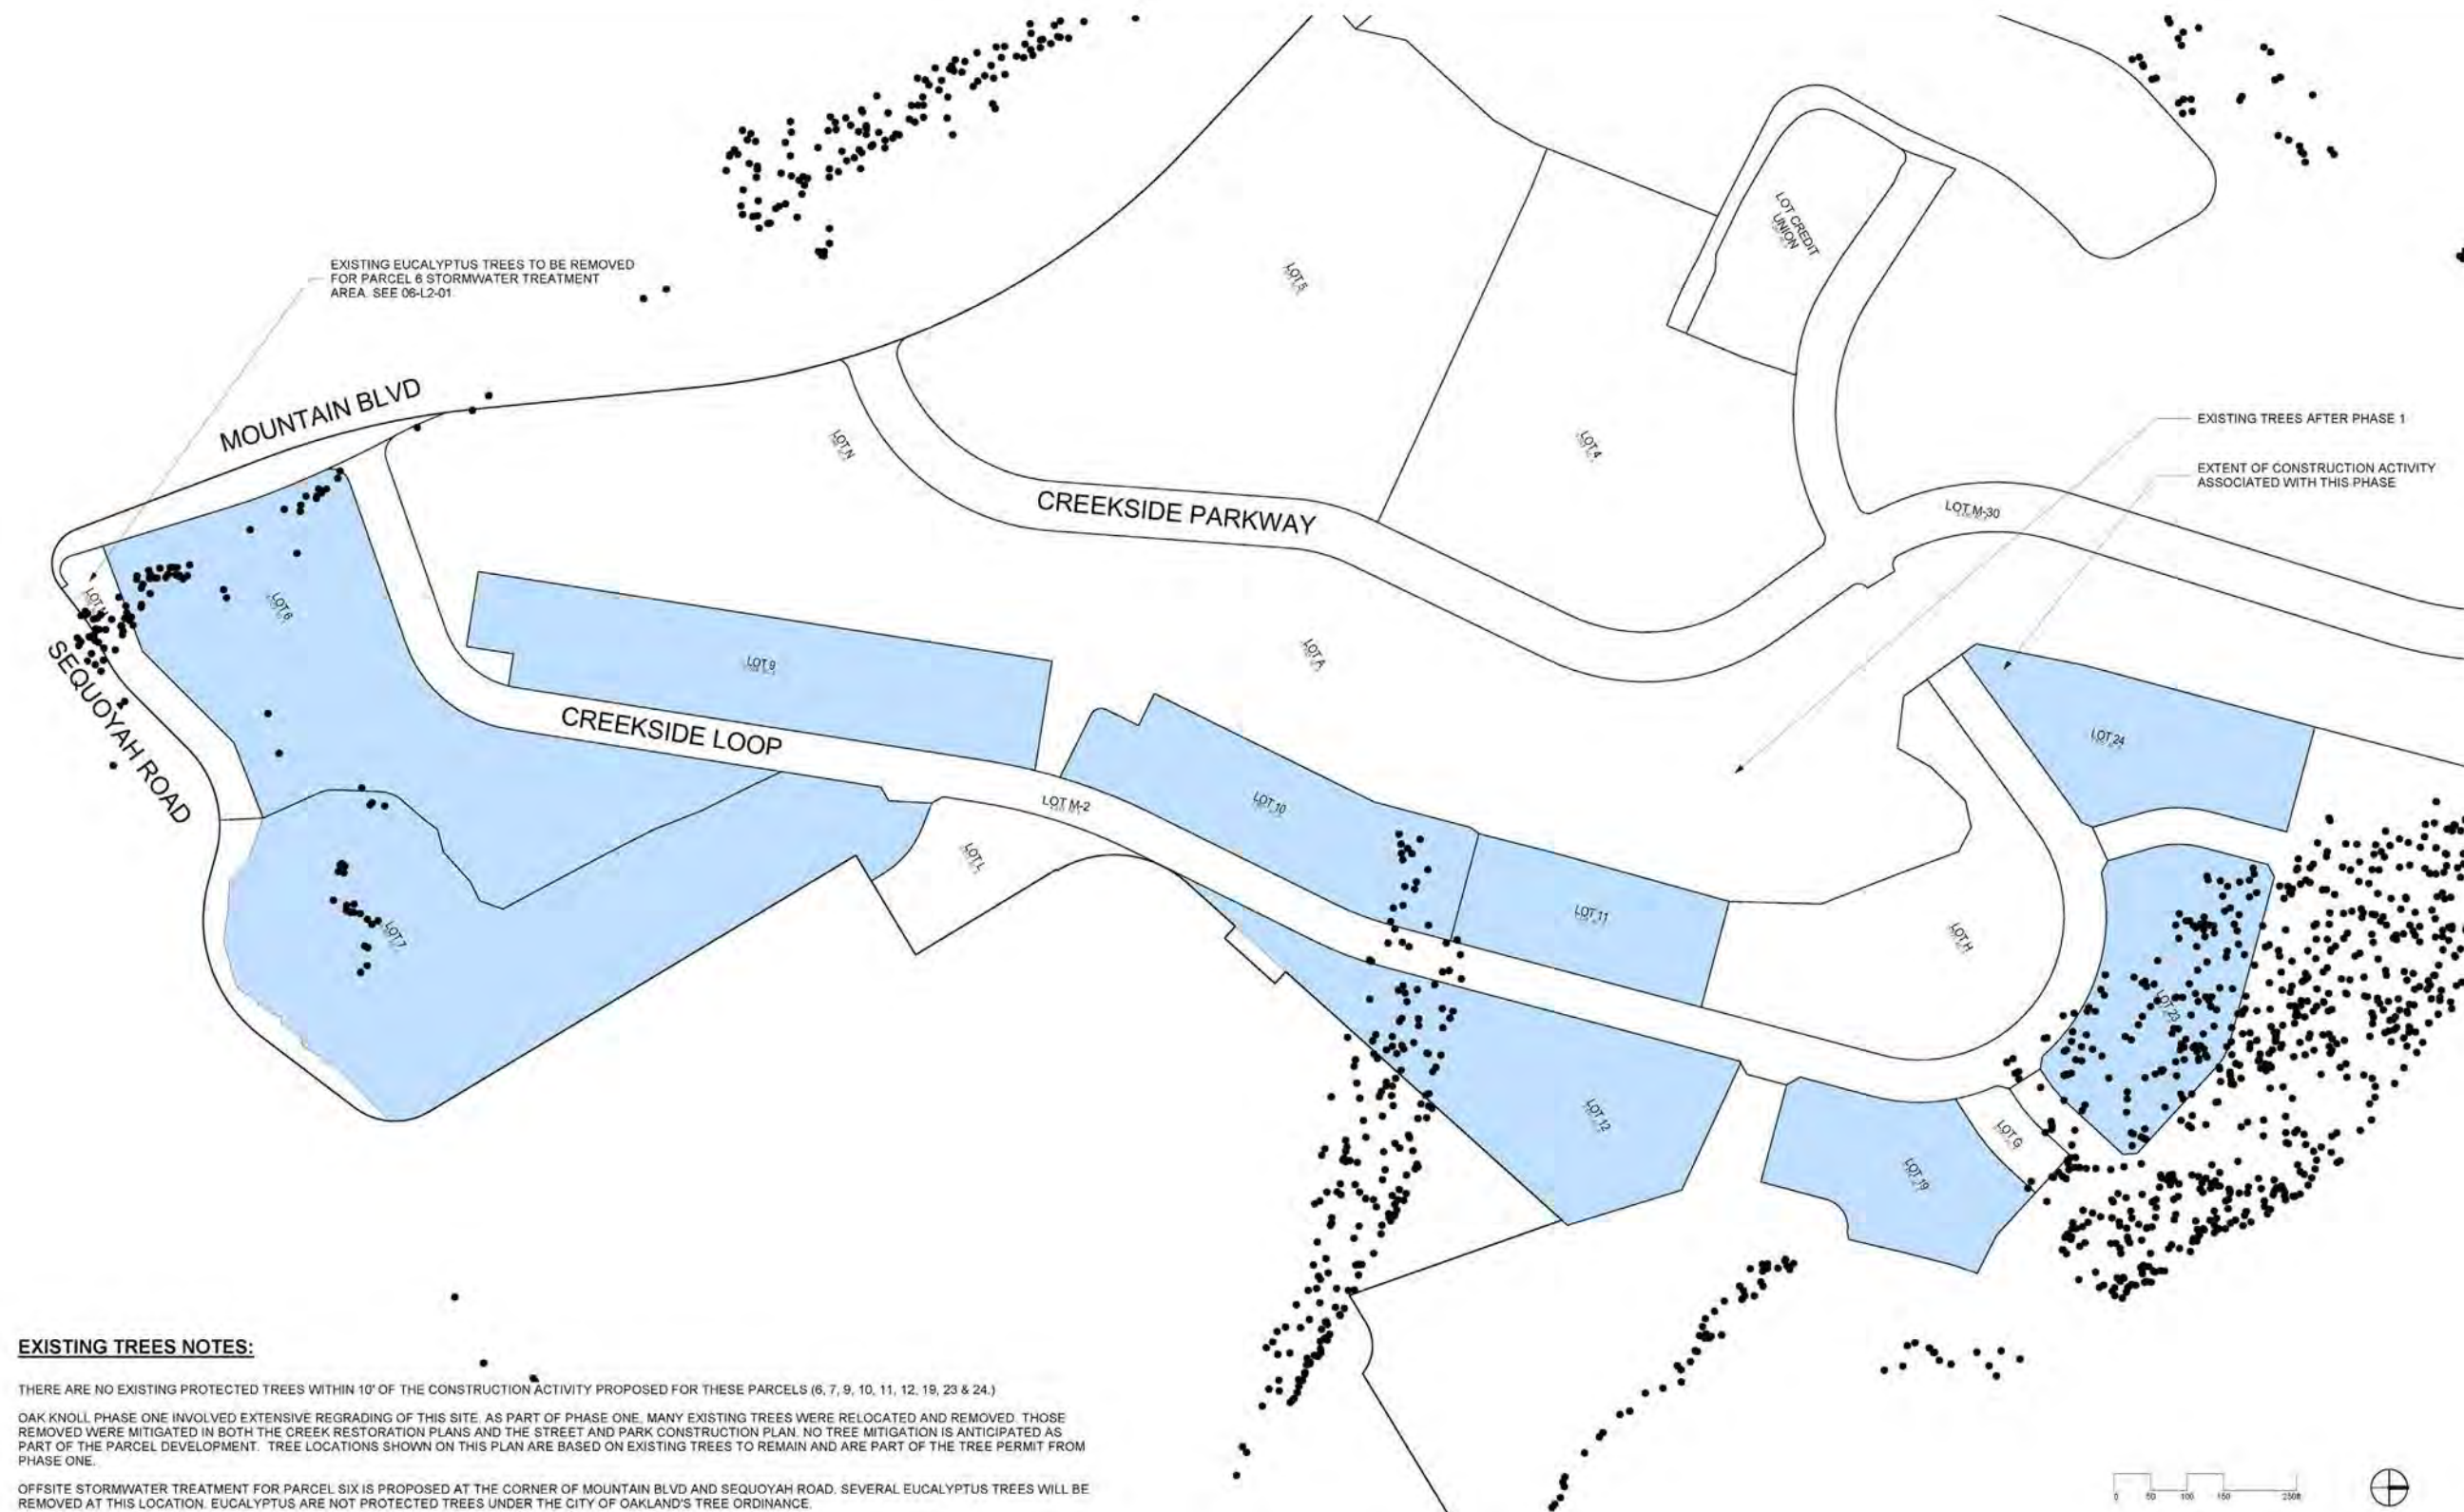 EXISTING EUCALYPTUS TREES TO BE REMOVED
FOR PARCEL 6 STORMWATER TREATMENT
AREA. SEE 06-L2-01
LOT CREDIT
UNION
LOT 5
MOUNTAIN BLVD
EXISTING TREES AFTER PHASE 1
LOT N
LOT 4
EXTENT OF CONSTRUCTION ACTIVITY
ASSOCIATED WITH THIS PHASE
CREEKSIDE PARKWAY
LOT M-30
LOT
LOT 6
LOT 9
LOT A
SEQUOYAH ROAD
CREEKSIDE LOOP
LOT 24
LOT M-2
LOT 10
LOT L
LOT 11
LOT 7
LOT H
LOT 23
LOT 12
LOT G
LOT 19
EXISTING TREES NOTES:
THERE ARE NO EXISTING PROTECTED TREES WITHIN 10' OF THE CONSTRUCTION ACTIVITY PROPOSED FOR THESE PARCELS (6, 7, 9, 10, 11, 12, 19, 23 & 24.)
OAK KNOLL PHASE ONE INVOLVED EXTENSIVE REGRADING OF THIS SITE. AS PART OF PHASE ONE, MANY EXISTING TREES WERE RELOCATED AND REMOVED. THOSE
REMOVED WERE MITIGATED IN BOTH THE CREEK RESTORATION PLANS AND THE STREET AND PARK CONSTRUCTION PLAN. NO TREE MITIGATION IS ANTICIPATED AS
PART OF THE PARCEL DEVELOPMENT. TREE LOCATIONS SHOWN ON THIS PLAN ARE BASED ON EXISTING TREES TO REMAIN AND ARE PART OF THE TREE PERMIT FROM
PHASE ONE.
OFFSITE STORMWATER TREATMENT FOR PARCEL SIX IS PROPOSED AT THE CORNER OF MOUNTAIN BLVD AND SEQUOYAH ROAD. SEVERAL EUCALYPTUS TREES WILL BE
REMOVED AT THIS LOCATION. EUCALYPTUS ARE NOT PROTECTED TREES UNDER THE CITY OF OAKLAND'S TREE ORDINANCE.
0 50 100 150 250ft